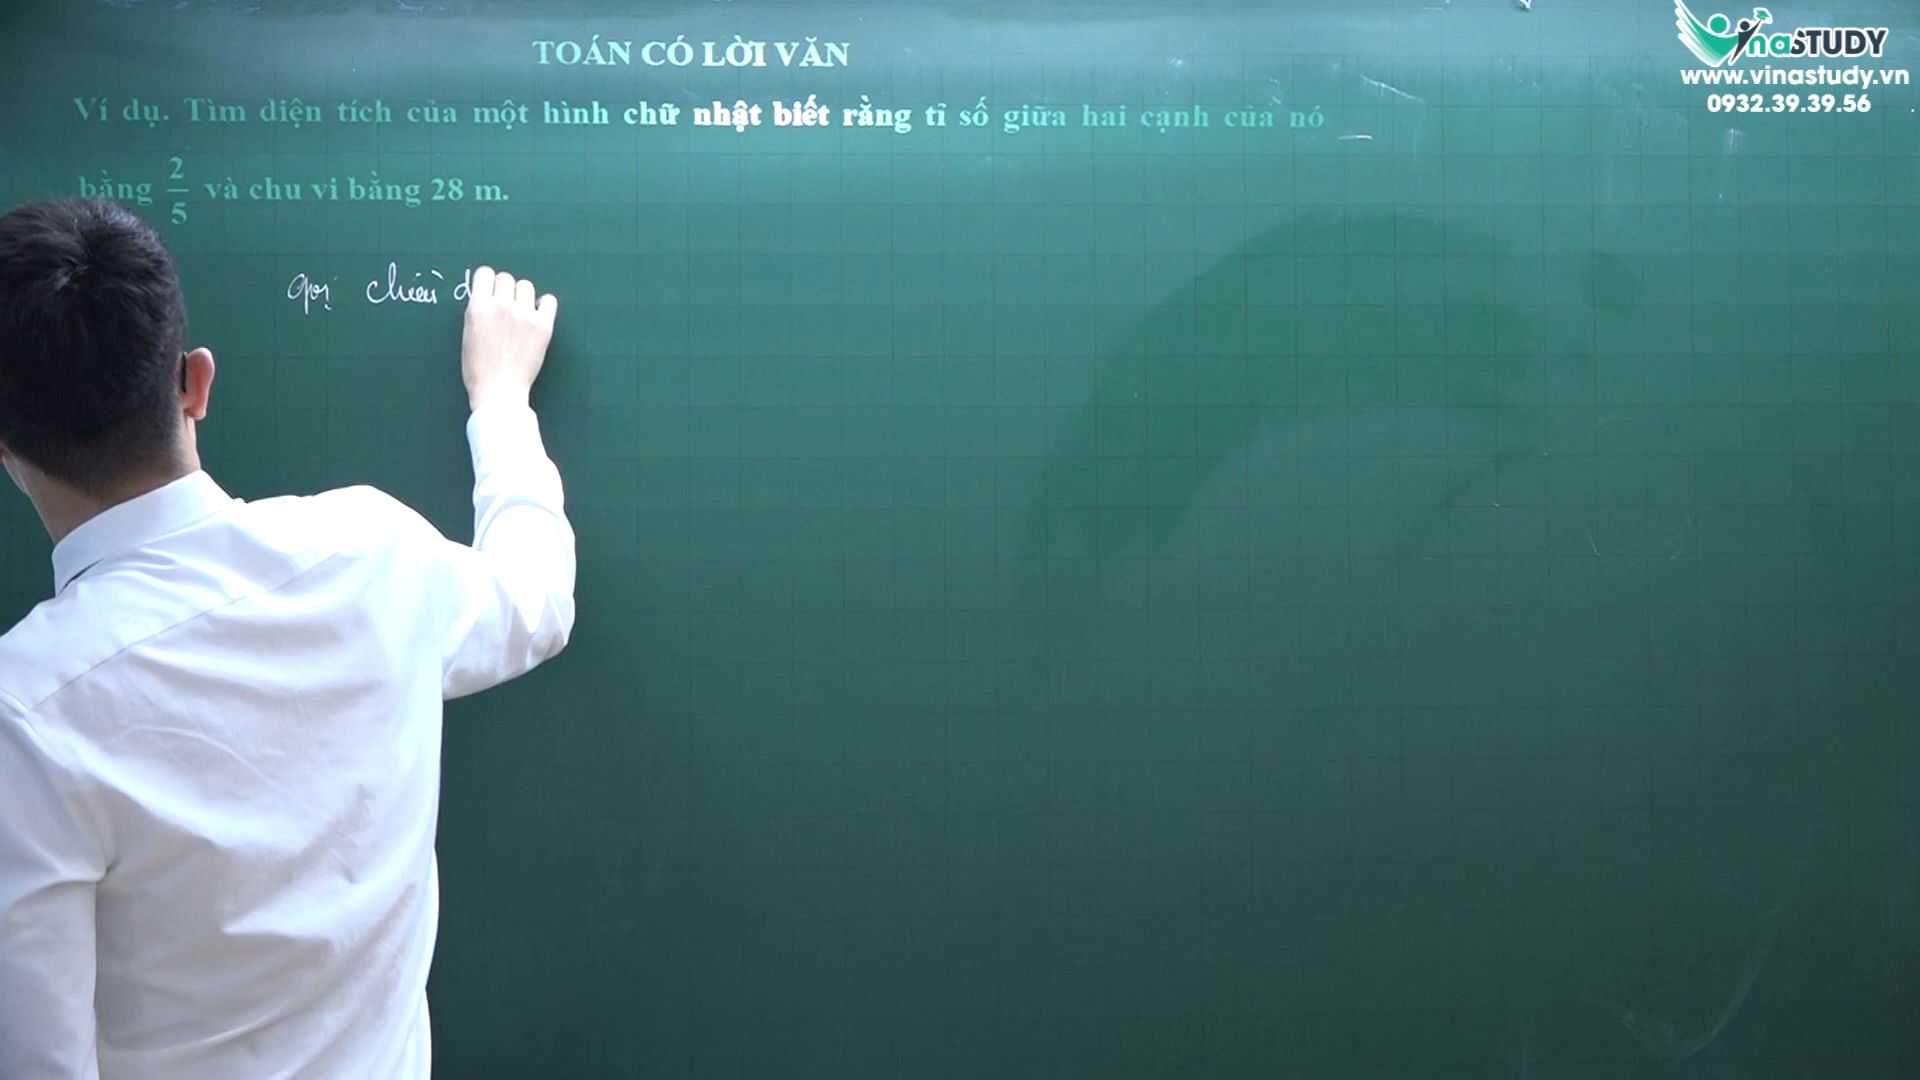 TOÁN CÓ LỜI VĂN
Ví dụ. Tìm diện tích của một hình chữ nhật biết rằng tỉ số giữa hai cạnh của nó
bằng 2/5 và chu vi bằng 28 m.
Gọi chiều d
VinaSTUDY
www.vinastudy.vn
0932.39.39.56